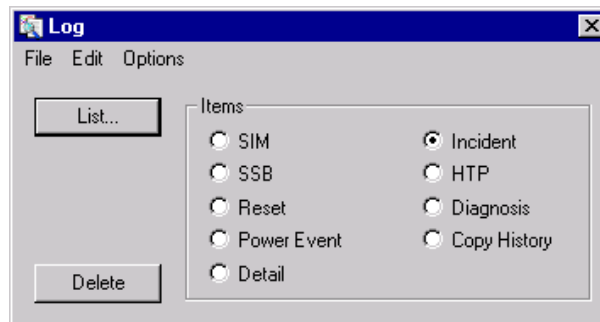 Log
File Edit Options
List...
Items
SIM
Incident
SSB
HTP
Reset
Diagnosis
Power Event
Copy History
Detail
Delete